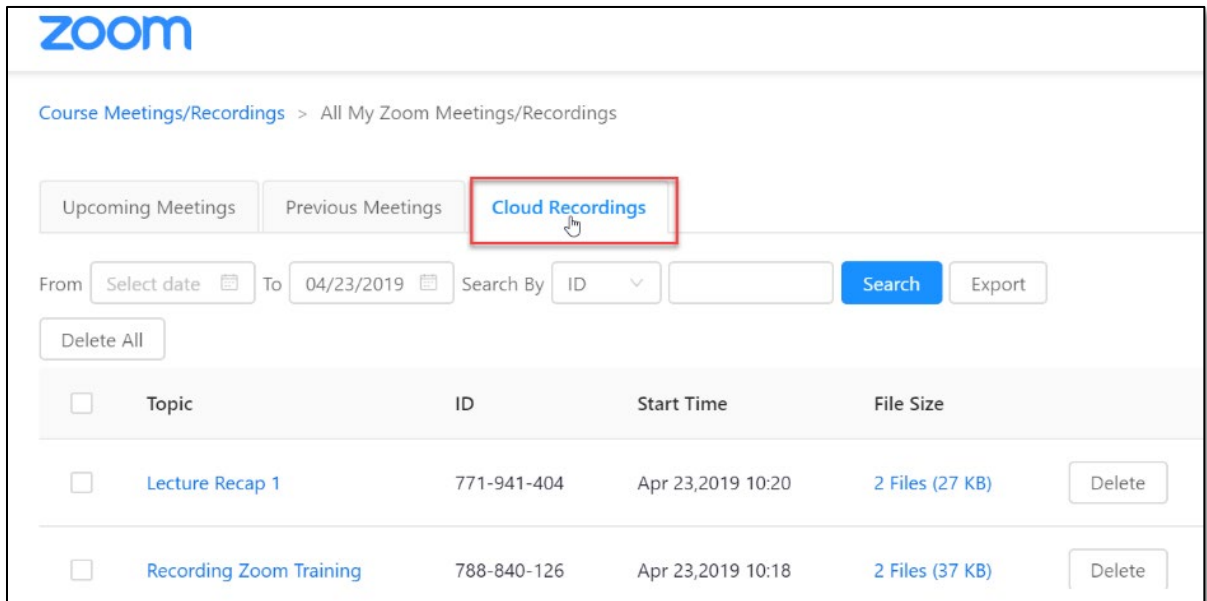 zoom
Course Meetings/Recordings > All My Zoom Meetings/Recordings
Upcoming Meetings Previous Meetings Cloud Recordings
From Select date To 04/23/2019 Search By ID Search Export
Delete All
Topic ID Start Time File Size
Lecture Recap 1 771-941-404 Apr 23,2019 10:20 2 Files (27 KB) Delete
Recording Zoom Training 788-840-126 Apr 23,2019 10:18 2 Files (37 KB) Delete